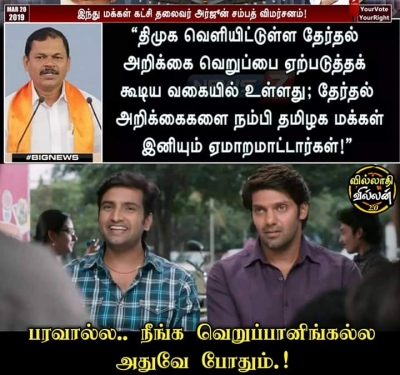 MAR 20
2019
இந்து மக்கள் கட்சி தலைவர் அர்ஜூன் சம்பத் விமர்சனம்!
YourVote
YourRight
“திமுக வெளியிட்டுள்ள தேர்தல்
அறிக்கை வெறுப்பை ஏற்படுத்தக்
கூடிய வகையில் உள்ளது; தேர்தல்
அறிக்கைகளை நம்பி தமிழக மக்கள்
இனியும் ஏமாறமாட்டார்கள்!”
#BIGNEWS
வில்லாதி
வில்லன்
2.0
பரவால்ல.. நீங்க வெறுப்பானிங்கல்ல
அதுவே போதும்.!